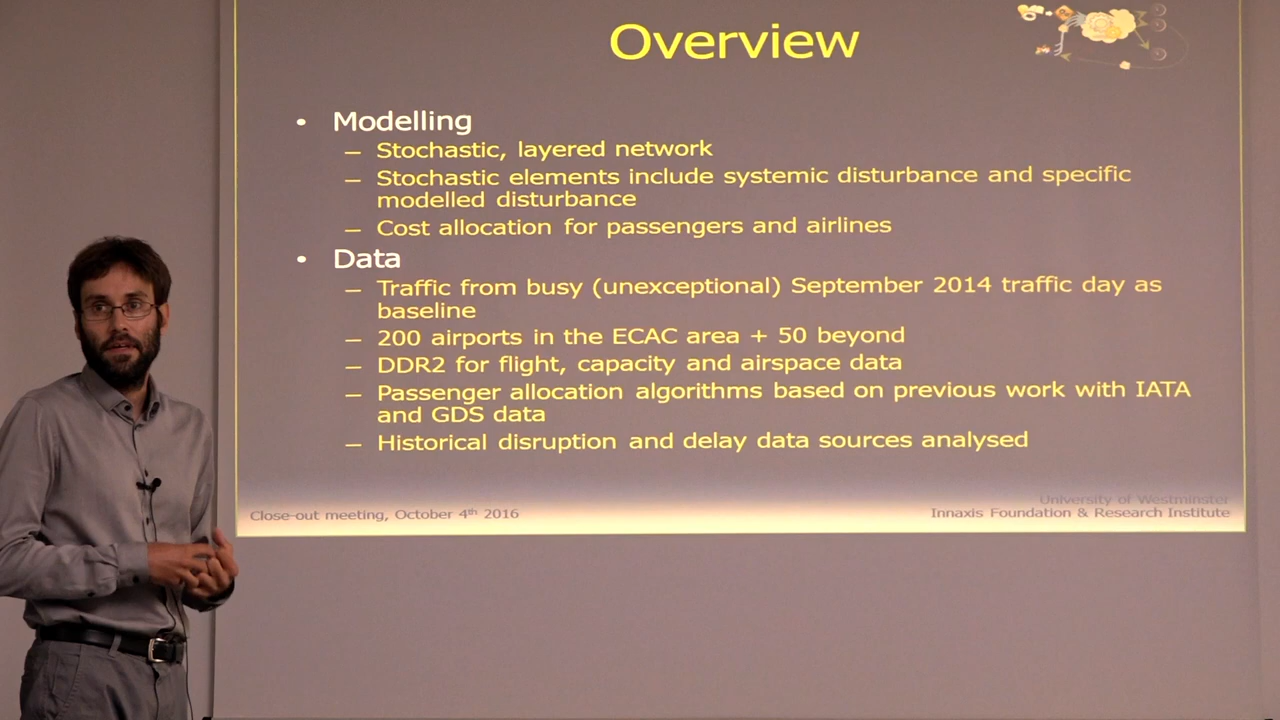 Overview
• Modelling
– Stochastic, layered network
– Stochastic elements include systemic disturbance and specific
modelled disturbance
– Cost allocation for passengers and airlines
• Data
– Traffic from busy (unexceptional) September 2014 traffic day as
baseline
– 200 airports in the ECAC area + 50 beyond
– DDR2 for flight, capacity and airspace data
– Passenger allocation algorithms based on previous work with IATA
and GDS data
– Historical disruption and delay data sources analysed
Close-out meeting, October 4th 2016
University of Westminster
Innaxis Foundation & Research Institute